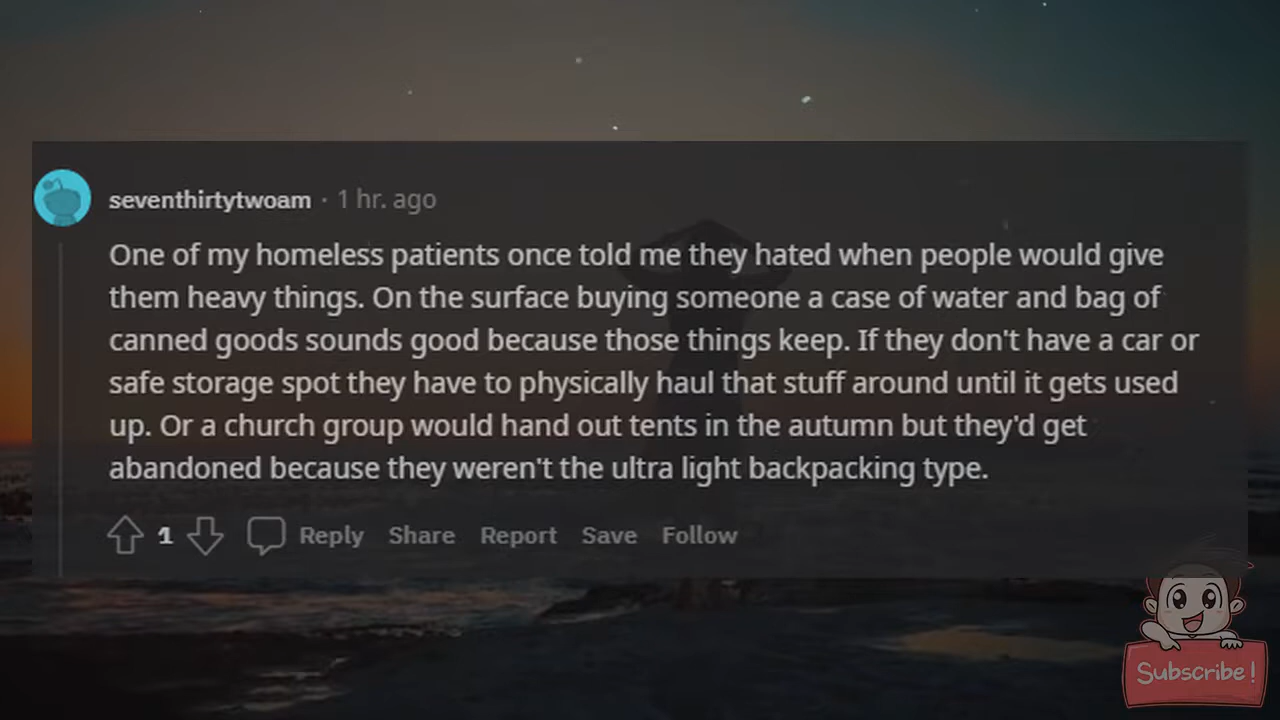 seventhirtytwoam · 1 hr. ago
One of my homeless patients once told me they hated when people would give
them heavy things. On the surface buying someone a case of water and bag of
canned goods sounds good because those things keep. If they don't have a car or
safe storage spot they have to physically haul that stuff around until it gets used
up. Or a church group would hand out tents in the autumn but they'd get
abandoned because they weren't the ultra light backpacking type.
1 Reply Share Report Save Follow
Subscribe!